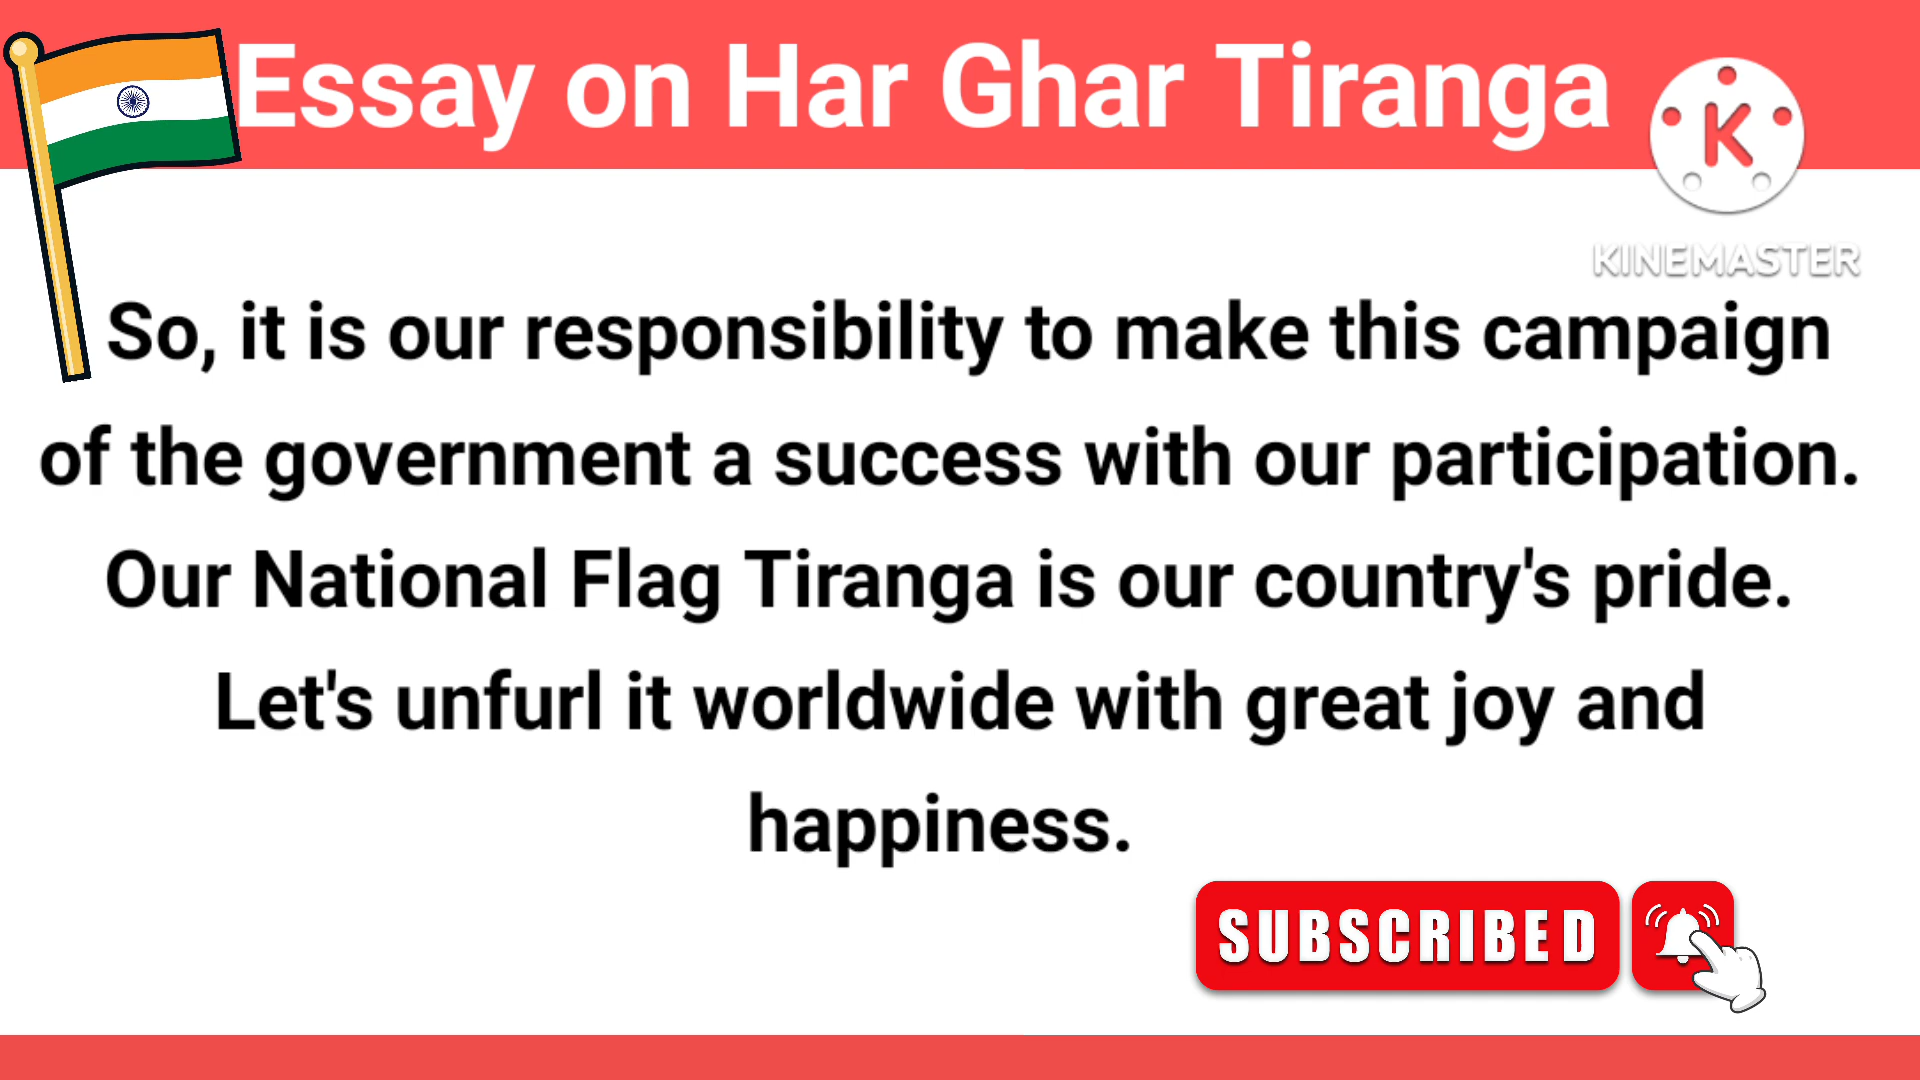 Essay on Har Ghar Tiranga
K
KINEMASTER
So, it is our responsibility to make this campaign
of the government a success with our participation.
Our National Flag Tiranga is our country's pride.
Let's unfurl it worldwide with great joy and
happiness.
SUBSCRIBED